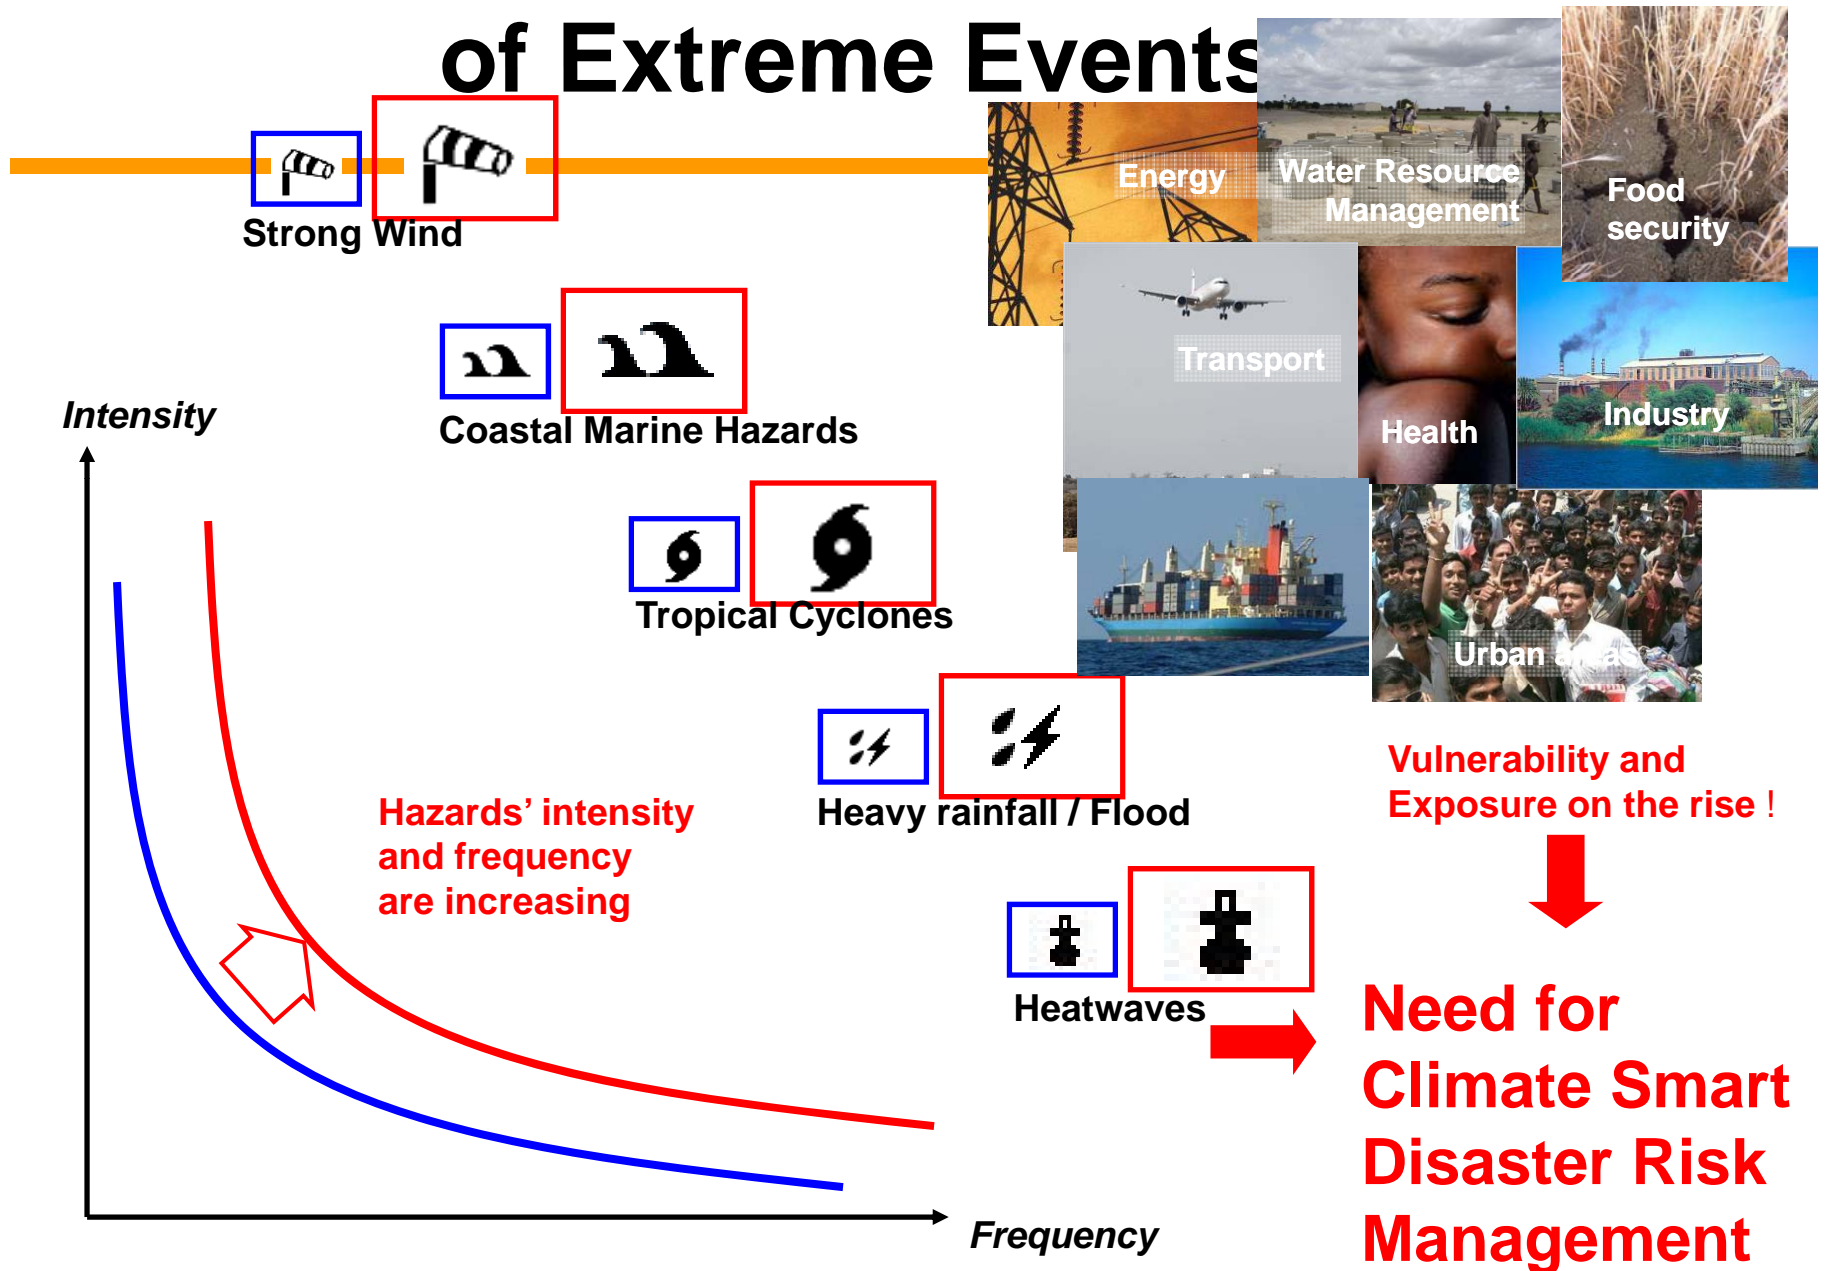 of Extreme Events
Energy
Water Resource
Management
Food
security
Strong Wind
Transport
Health
Industry
Intensity
Coastal Marine Hazards
Tropical Cyclones
Urban areas
Vulnerability and
Exposure on the rise !
Hazards’ intensity
and frequency
are increasing
Heavy rainfall / Flood
Heatwaves
Need for
Climate Smart
Disaster Risk
Management
Frequency